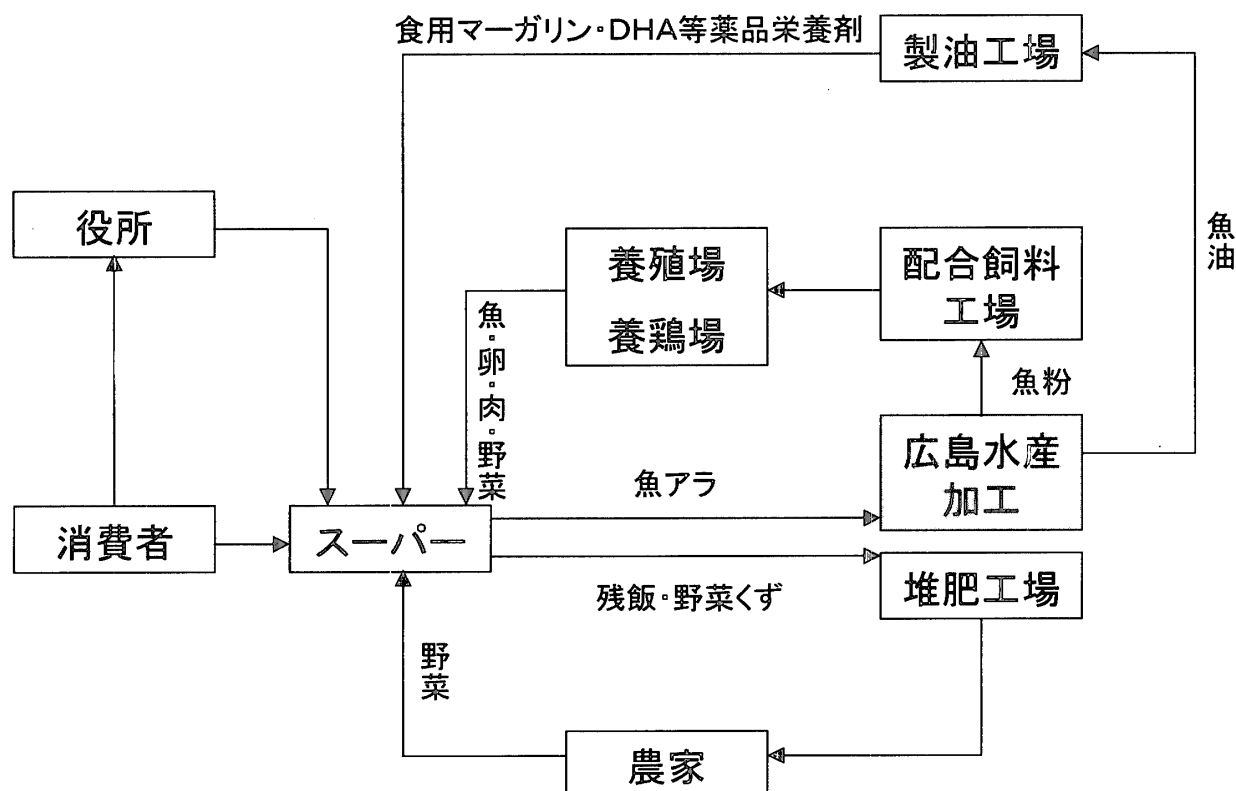 食用マーガリン・DHA等薬品栄養剤
製油工場
役所
養殖場
養鶏場
配合飼料
工場
魚油
魚・卵・肉・野菜
魚粉
広島水産
加工
魚アラ
消費者
スーパー
残飯・野菜くず
堆肥工場
野菜
農家